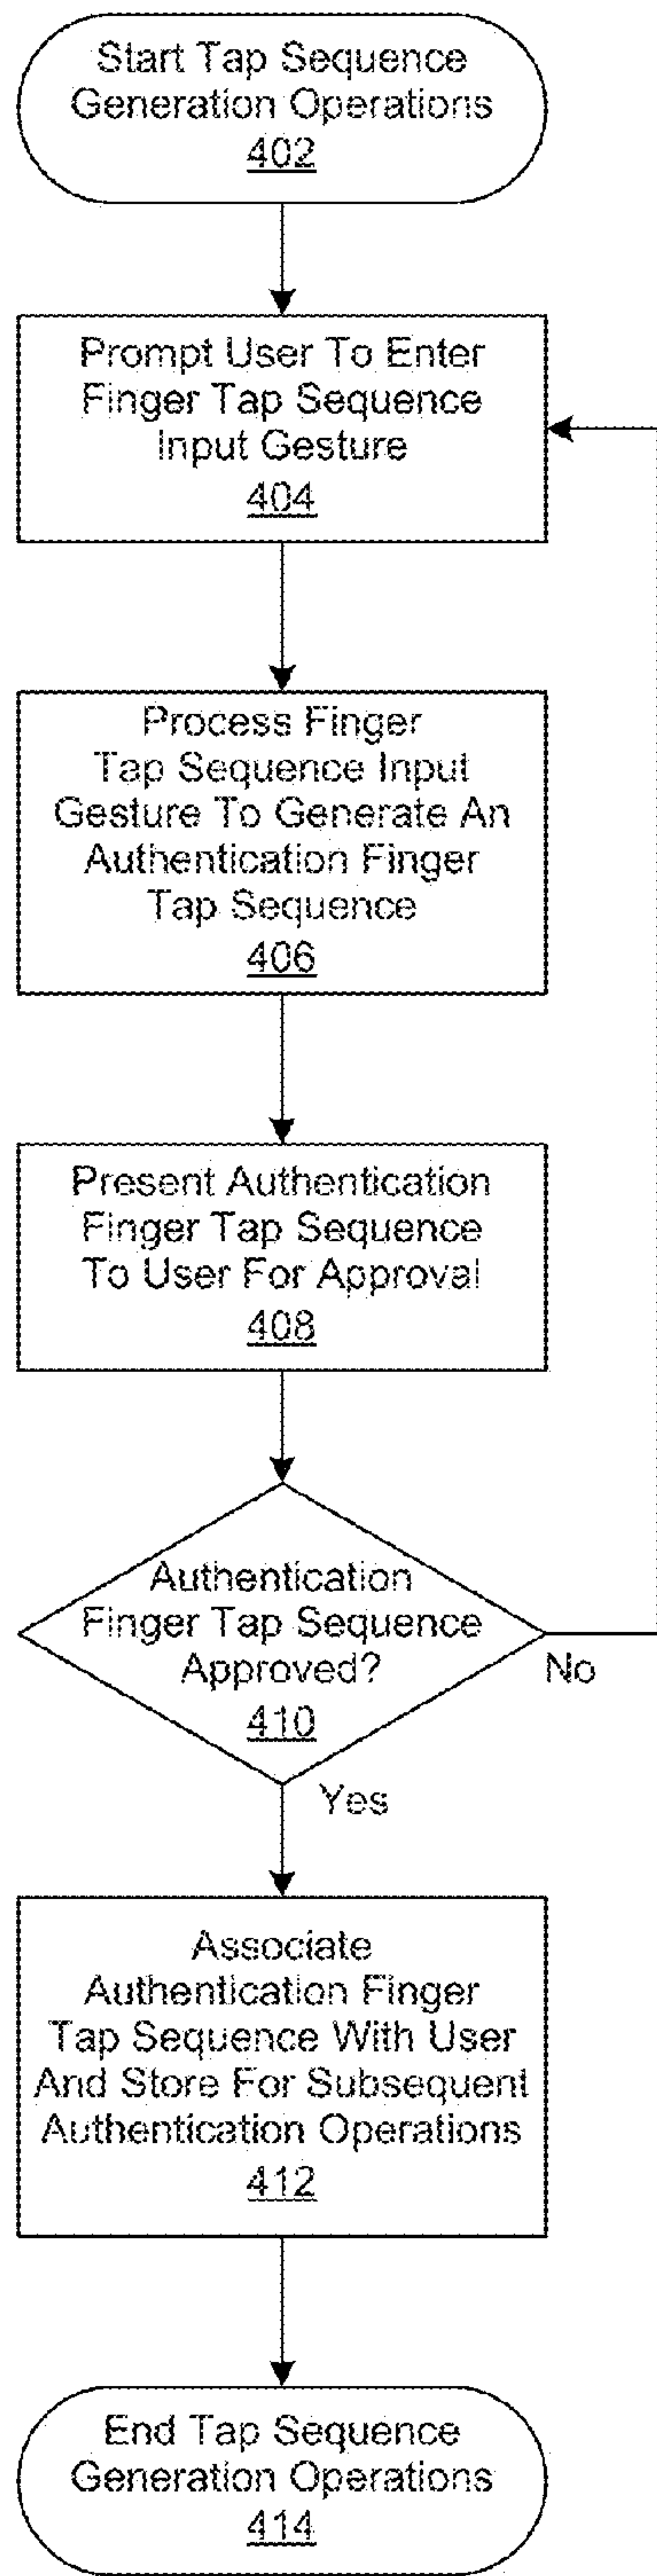 Start Tap Sequence
Generation Operations
402
Prompt User To Enter
Finger Tap Sequence
Input Gesture
404
Process Finger
Tap Sequence Input
Gesture To Generate An
Authentication Finger
Tap Sequence
406
Present Authentication
Finger Tap Sequence
To User For Approval
408
Authentication
Finger Tap Sequence
Approved?
410
No
Yes
Associate
Authentication Finger
Tap Sequence With User
And Store For Subsequent
Authentication Operations
412
End Tap Sequence
Generation Operations
414